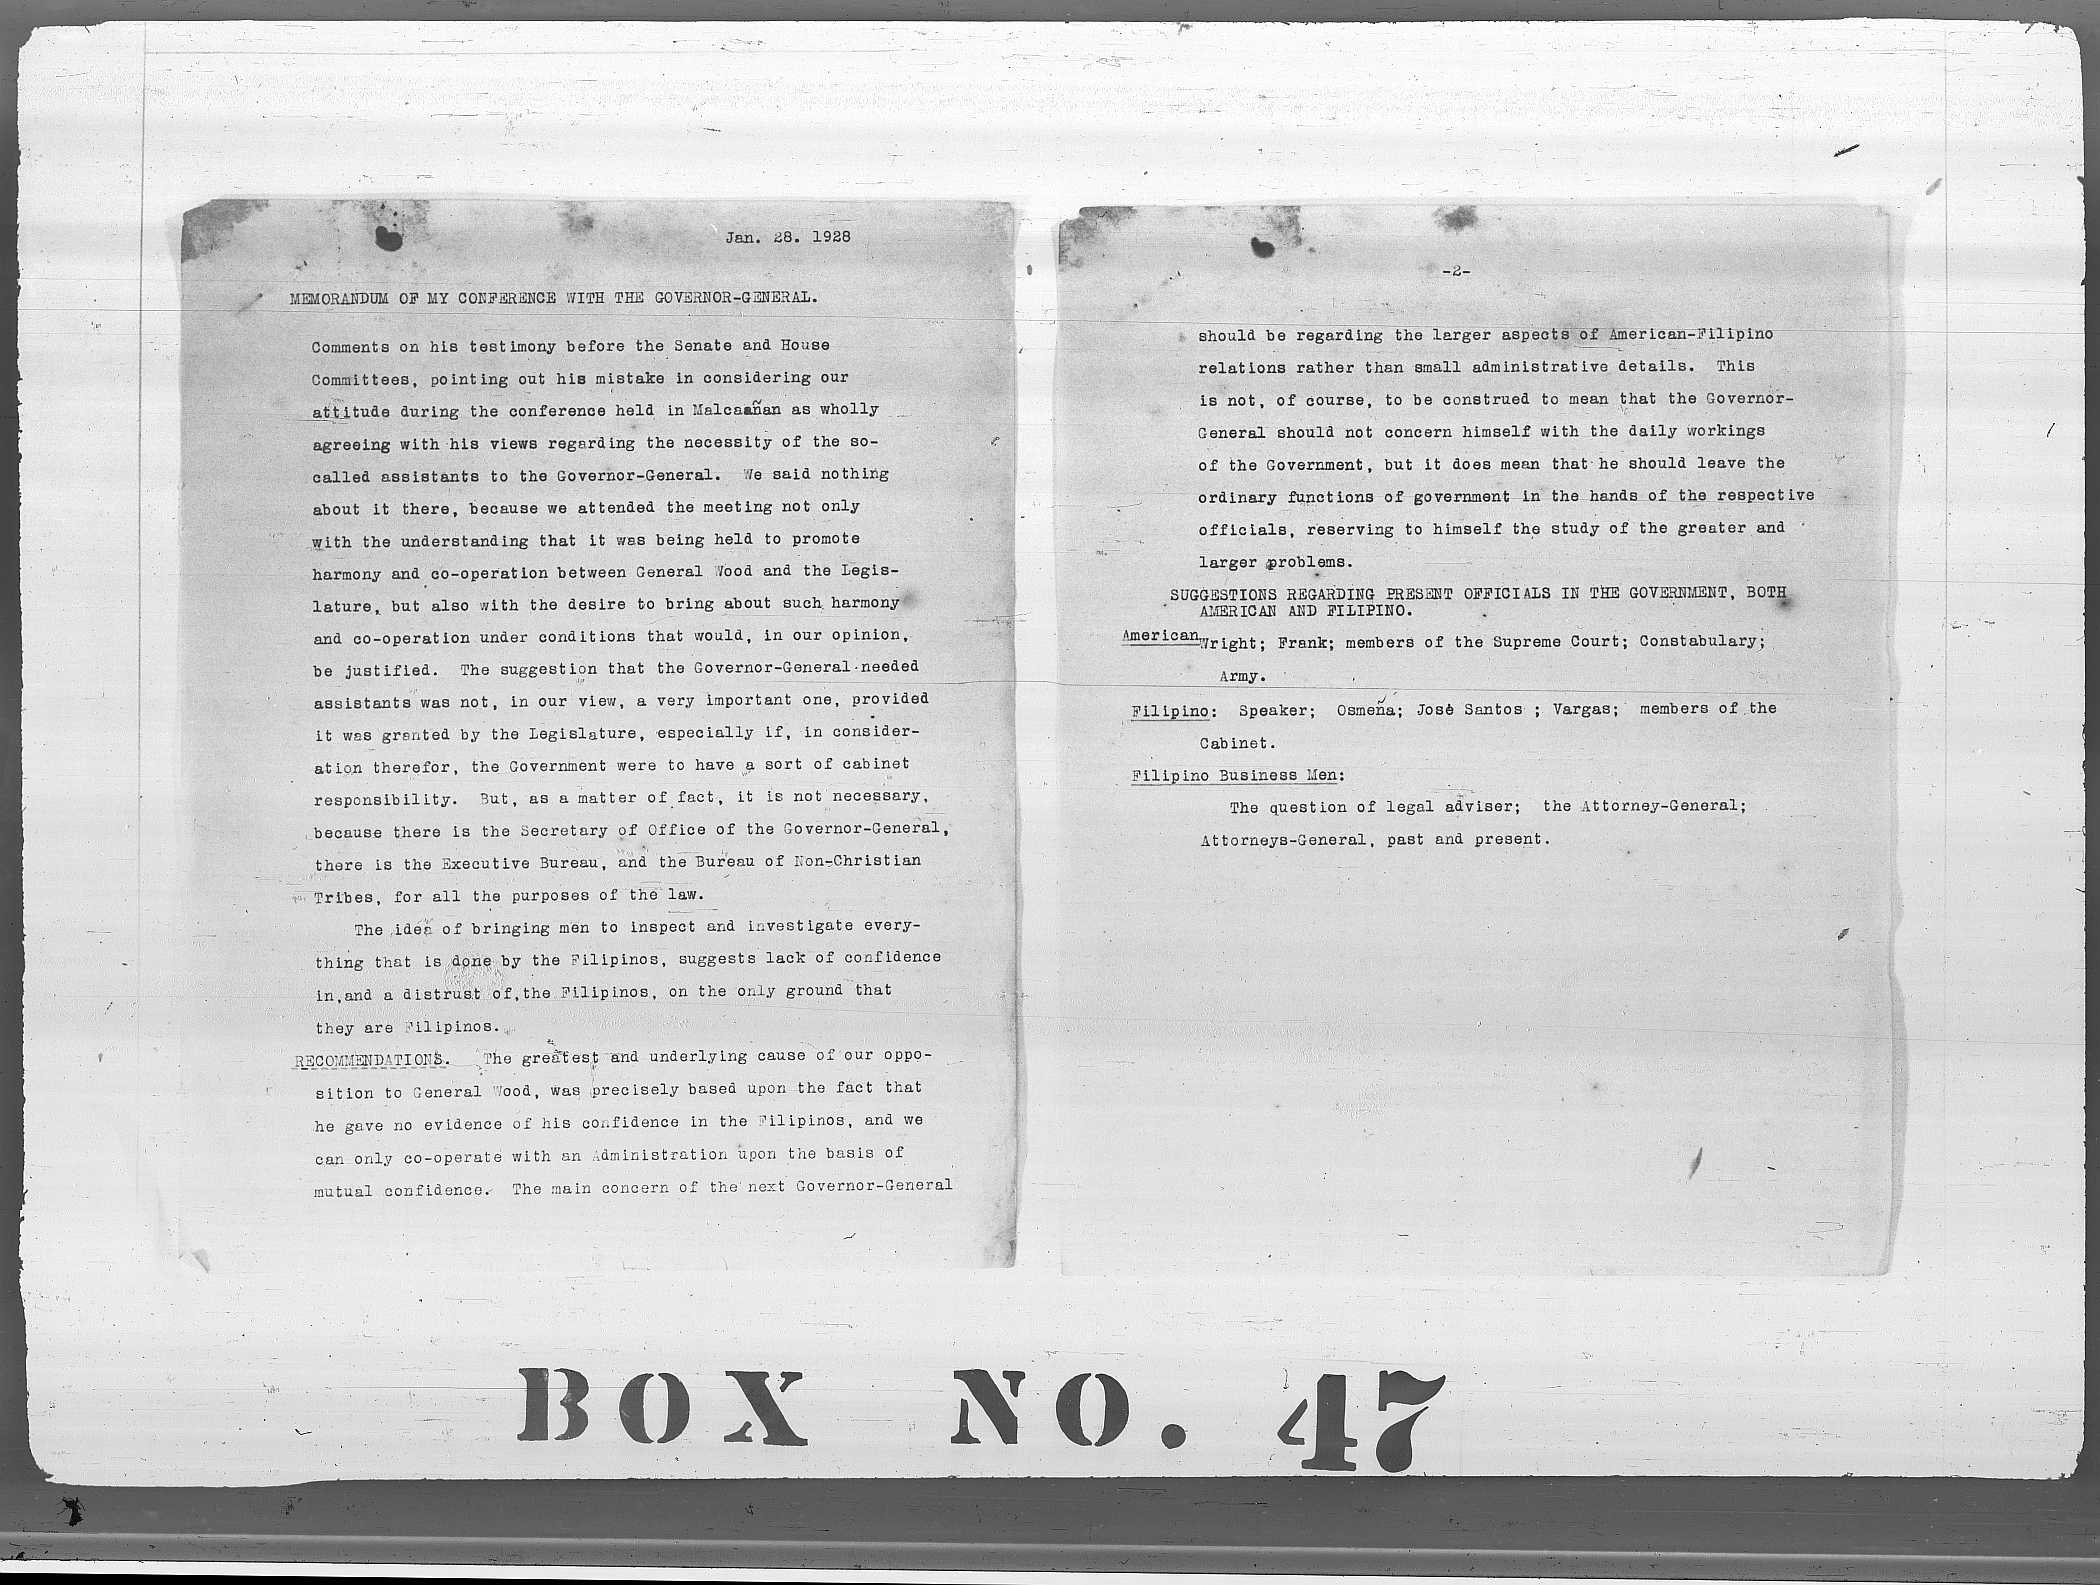 Jan. 28. 1928
MEMORANDUM OF MY CONFERENCE WITH THE GOVERNOR-GENERAL.
Comments on his testimony before the Senate and House
Committees, pointing out his mistake in considering our
attitude during the conference held in Malcaañan as wholly
agreeing with his views regarding the necessity of the so-
called assistants to the Governor-General. We said nothing
about it there, because we attended the meeting not only
with the understanding that it was being held to promote
harmony and co-operation between General Wood and the Legis-
lature, but also with the desire to bring about such harmony
and co-operation under conditions that would, in our opinion,
be justified. The suggestion that the Governor-General needed
assistants was not, in our view, a very important one, provided
it was granted by the Legislature, especially if, in consider-
ation therefor, the Government were to have a sort of cabinet
responsibility. But, as a matter of fact, it is not necessary,
because there is the Secretary of Office of the Governor-General,
there is the Executive Bureau, and the Bureau of Non-Christian
Tribes, for all the purposes of the law.
The idea of bringing men to inspect and investigate every-
thing that is done by the Filipinos, suggests lack of confidence
in,and a distrust of,the Filipinos, on the only ground that
they are Filipinos.
RECOMMENDATIONS. The greatest and underlying cause of our oppo-
sition to General Wood, was precisely based upon the fact that
he gave no evidence of his confidence in the Filipinos, and we
can only co-operate with an Administration upon the basis of
mutual confidence. The main concern of the next Governor-General
-2-
should be regarding the larger aspects of American-Filipino
relations rather than small administrative details. This
is not, of course, to be construed to mean that the Governor-
General should not concern himself with the daily workings
of the Government, but it does mean that he should leave the
ordinary functions of government in the hands of the respective
officials, reserving to himself the study of the greater and
larger problems.
SUGGESTIONS REGARDING PRESENT OFFICIALS IN THE GOVERNMENT, BOTH
AMERICAN AND FILIPINO.
American Wright; Frank; members of the Supreme Court; Constabulary;
Army.
Filipino: Speaker; Osmeña; José Santos ; Vargas; members of the
Cabinet.
Filipino Business Men:
The question of legal adviser; the Attorney-General;
Attorneys-General, past and present.
BOX NO. 47